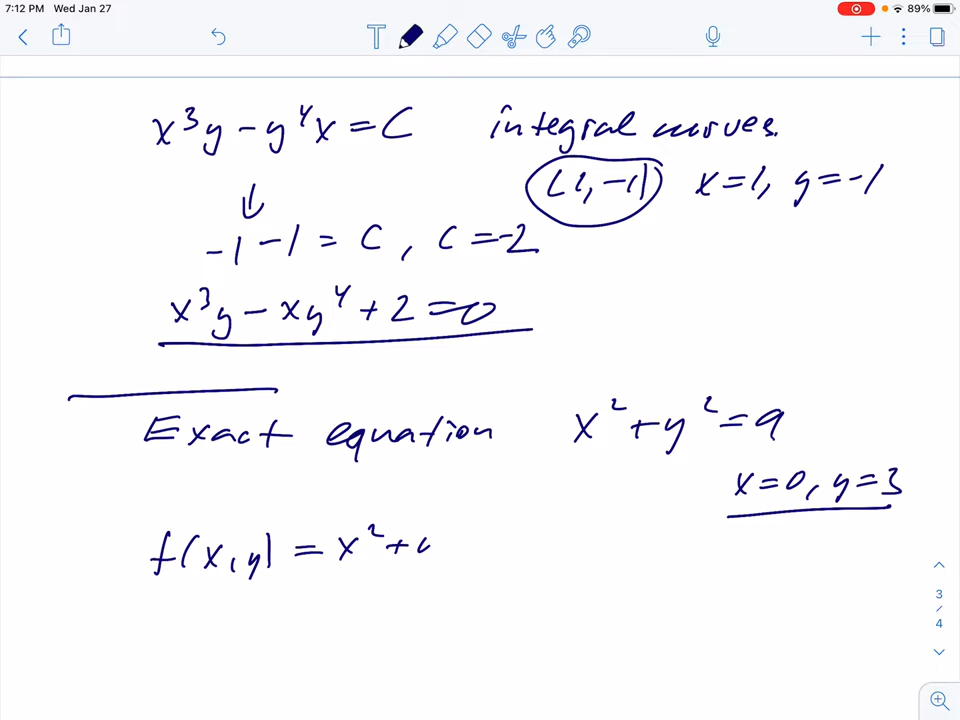 7:12 PM Wed Jan 27 89%
x³y - y⁴x = C integral curves.
(1, -1) x=1, y=-1
-1 -1 = C, C = -2
x³y - xy⁴ + 2 = 0
Exact equation x² + y² = 9
x=0, y=3
f(x,y) = x² +
3
/
4